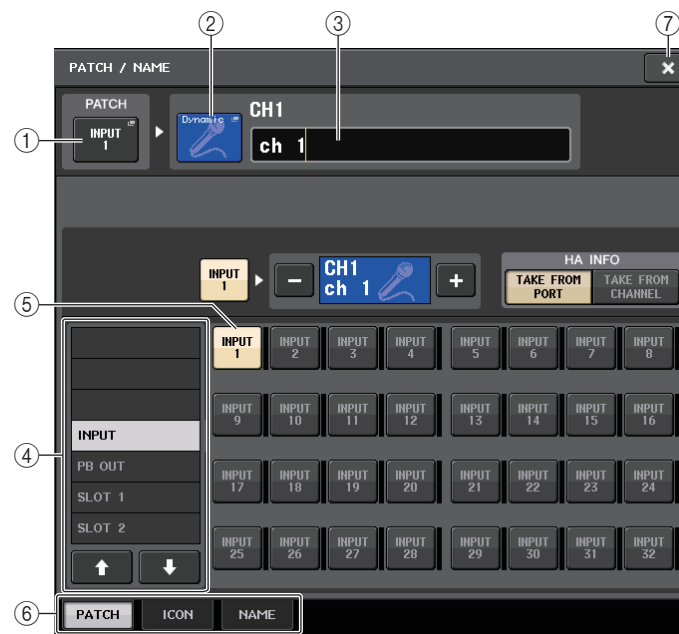 ② ③ ⑦
PATCH / NAME
PATCH
CH1
① INPUT 1
Dynamic
ch 1
HA INFO
INPUT 1
CH1
ch 1
TAKE FROM PORT
TAKE FROM CHANNEL
⑤
INPUT 1 INPUT 2 INPUT 3 INPUT 4 INPUT 5 INPUT 6 INPUT 7 INPUT 8
INPUT 9 INPUT 10 INPUT 11 INPUT 12 INPUT 13 INPUT 14 INPUT 15 INPUT 16
INPUT
④ PB OUT
SLOT 1
SLOT 2
INPUT 17 INPUT 18 INPUT 19 INPUT 20 INPUT 21 INPUT 22 INPUT 23 INPUT 24
INPUT 25 INPUT 26 INPUT 27 INPUT 28 INPUT 29 INPUT 30 INPUT 31 INPUT 32
⑥ PATCH ICON NAME